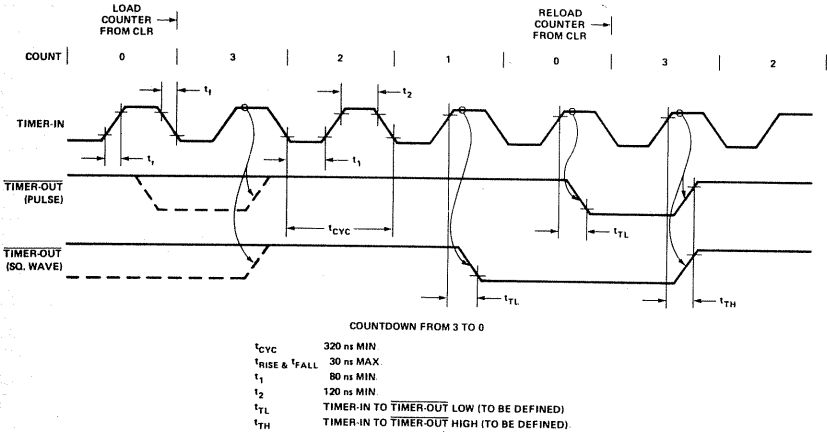 LOAD
COUNTER
FROM CLR
RELOAD
COUNTER
FROM CLR
COUNT 0 3 2 1 0 3 2
tf
t2
TIMER-IN
tr
t1
TIMER-OUT
(PULSE)
tCYC
tTL
TIMER-OUT
(SQ. WAVE)
tTL
tTH
COUNTDOWN FROM 3 TO 0
tCYC 320 ns MIN.
tRISE & tFALL 30 ns MAX.
t1 80 ns MIN.
t2 120 ns MIN.
tTL TIMER-IN TO TIMER-OUT LOW (TO BE DEFINED)
tTH TIMER-IN TO TIMER-OUT HIGH (TO BE DEFINED).